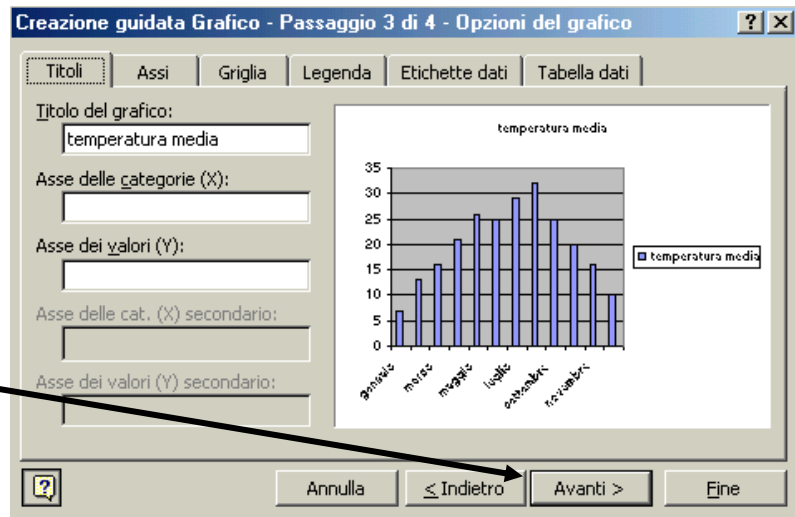 Creazione guidata Grafico - Passaggio 3 di 4 - Opzioni del grafico
Titoli Assi Griglia Legenda Etichette dati Tabella dati
Titolo del grafico:
temperatura media
Asse delle categorie (X):
Asse dei valori (Y):
Asse delle cat. (X) secondario:
Asse dei valori (Y) secondario:
temperatura media
35
30
25
20
15
10
5
0
gennaio marzo maggio luglio settembre novembre
temperatura media
Annulla < Indietro Avanti > Fine